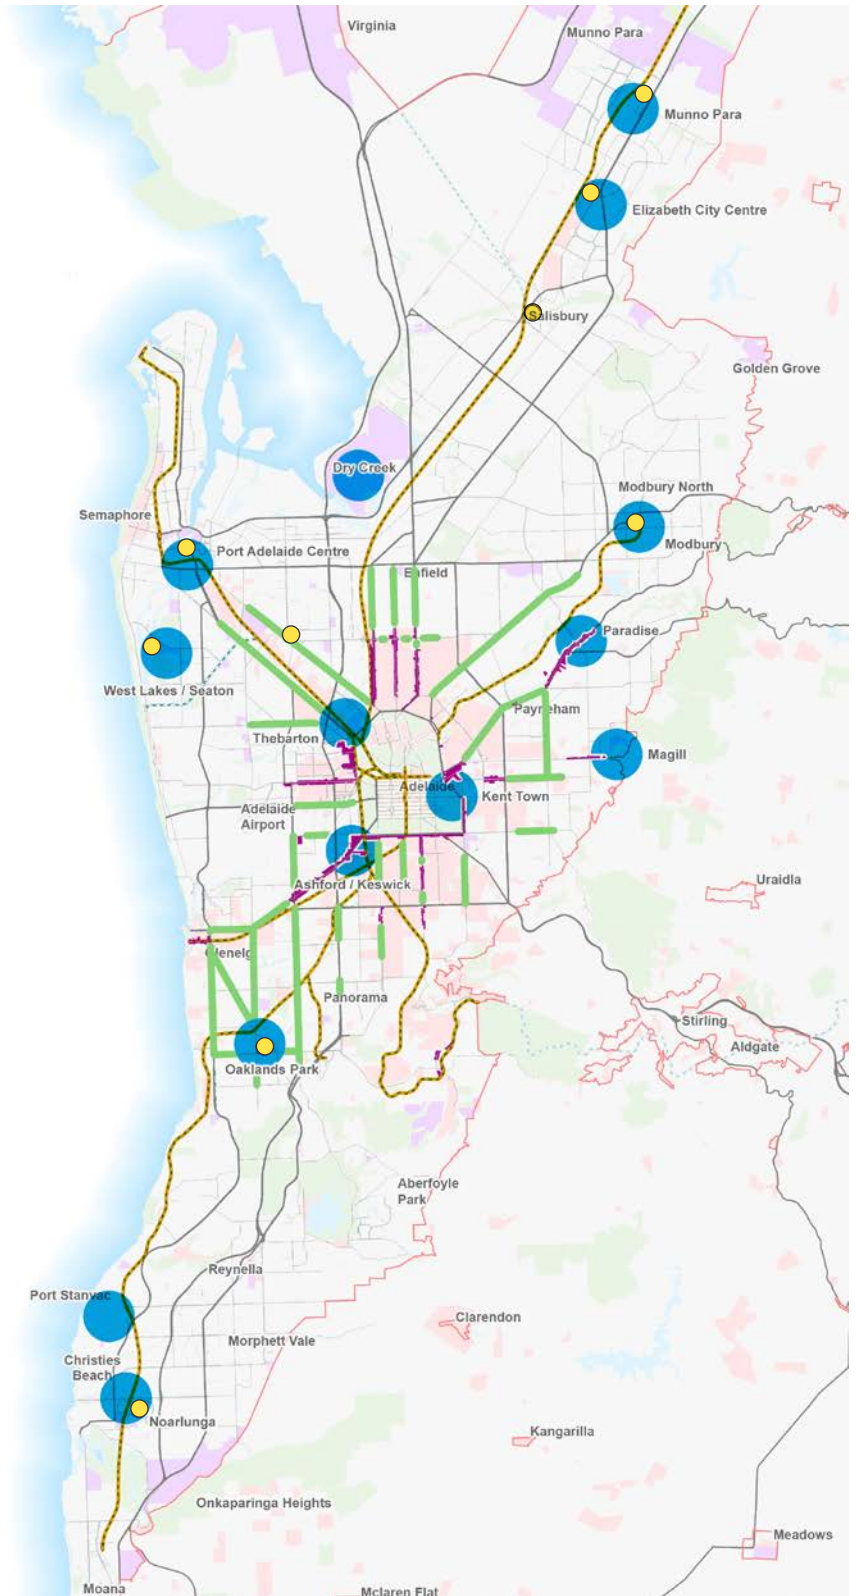 Virginia
Munno Para
Munno Para
Elizabeth City Centre
Salisbury
Golden Grove
Dry Creek
Modbury North
Semaphore
Port Adelaide Centre
Modbury
Enfield
Paradise
West Lakes / Seaton
Payneham
Thebarton
Magill
Adelaide
Kent Town
Adelaide
Airport
Ashford / Keswick
Uraidla
Glenelg
Panorama
Stirling
Aldgate
Oaklands Park
Aberfoyle
Park
Reynella
Port Stanvac
Clarendon
Morphett Vale
Christies
Beach
Noarlunga
Kangarilla
Onkaparinga Heights
Meadows
Moana
Mclaren Flat